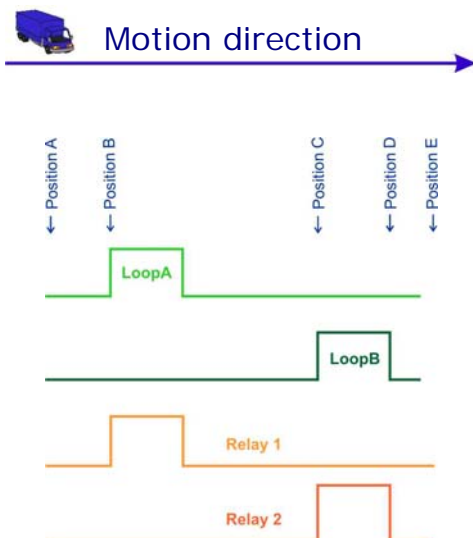 Motion direction
← Position A
← Position B
← Position C
← Position D
← Position E
LoopA
LoopB
Relay 1
Relay 2